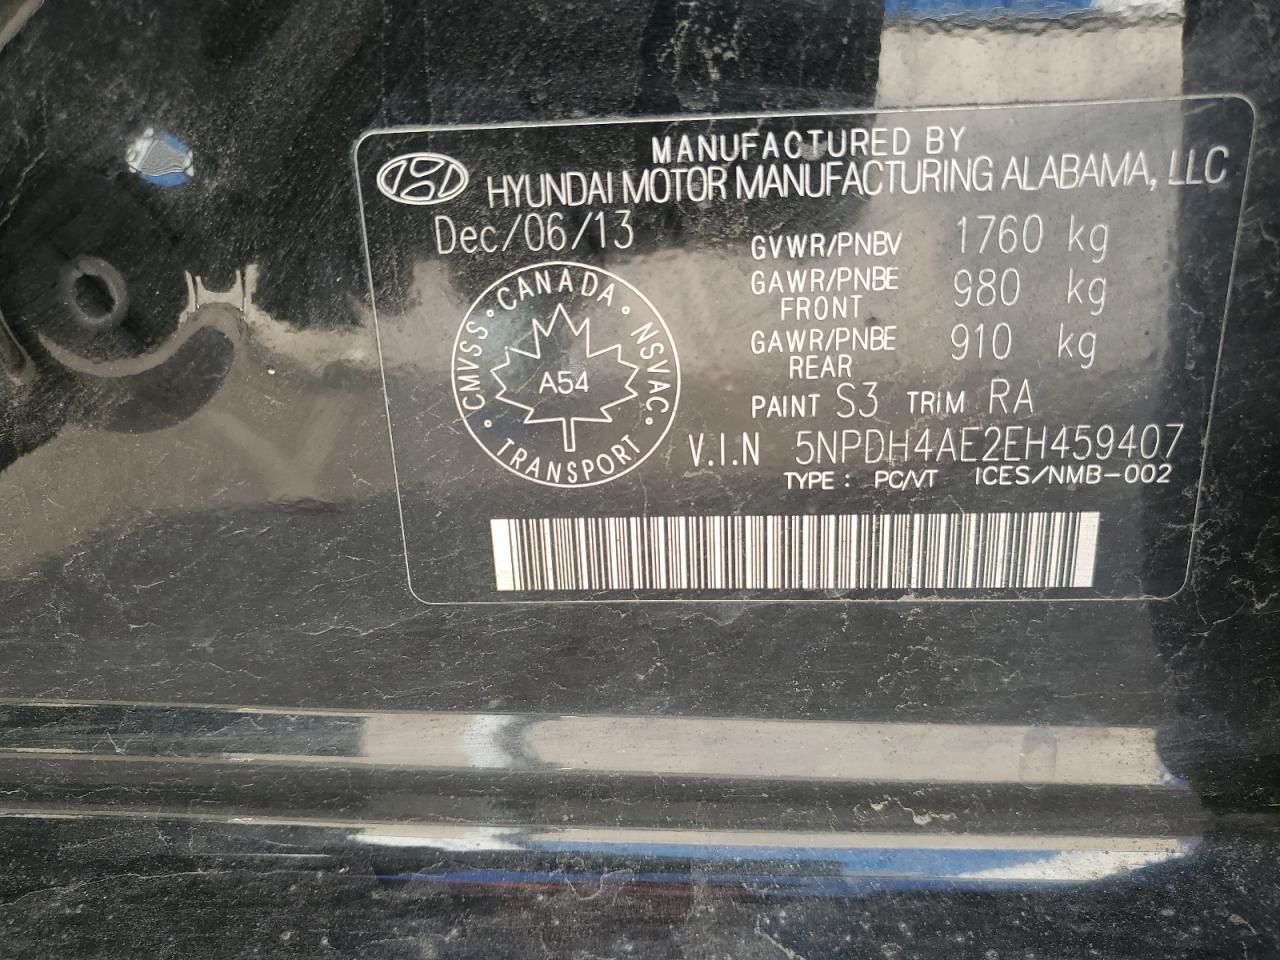 MANUFACTURED BY
HYUNDAI MOTOR MANUFACTURING ALABAMA, LLC
Dec/06/13
GVWR/PNBV 1760 kg
GAWR/PNBE FRONT 980 kg
GAWR/PNBE REAR 910 kg
CMVSS · CANADA · NSVAC · TRANSPORT ·
A54
PAINT S3 TRIM RA
V.I.N 5NPDH4AE2EH459407
TYPE : PC/VT ICES/NMB-002